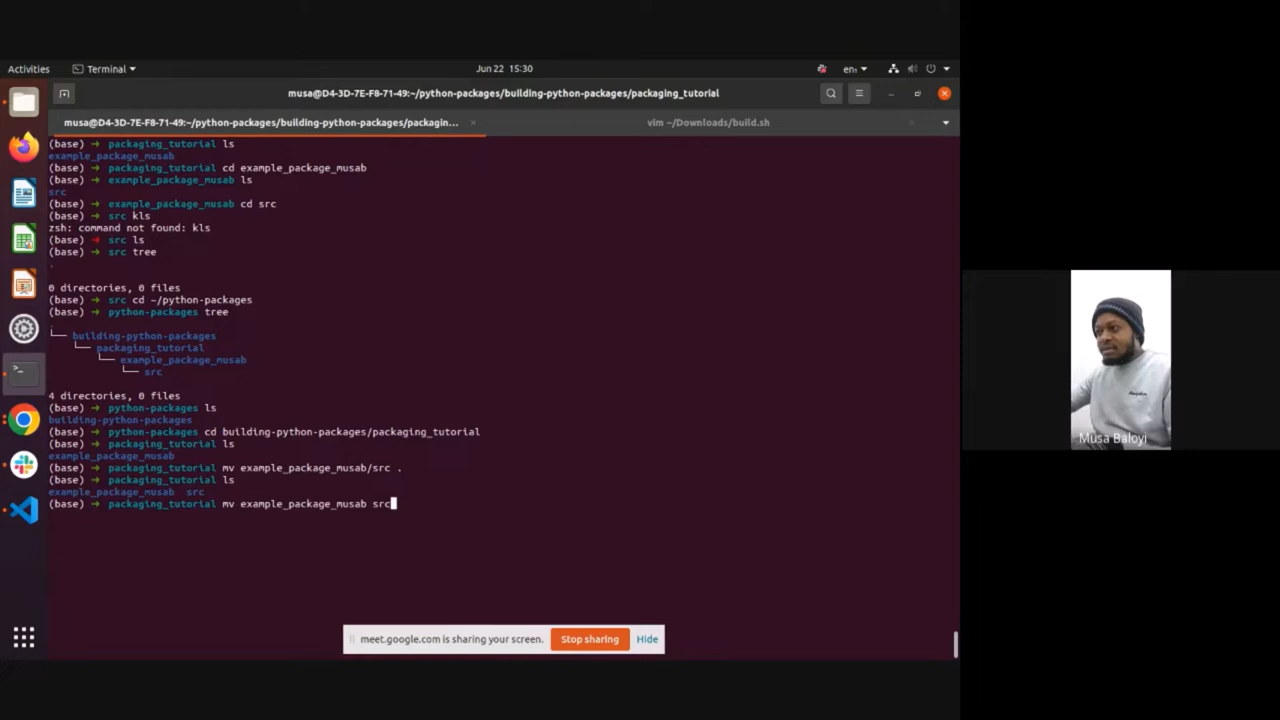 Activities
Terminal
Jun 22 15:30
en₁
musa@D4-3D-7E-F8-71-49:~/python-packages/building-python-packages/packaging_tutorial
musa@D4-3D-7E-F8-71-49:~/python-packages/building-python-packages/packagin...
vim ~/Downloads/build.sh
(base) ➜ packaging_tutorial ls
example_package_musab
(base) ➜ packaging_tutorial cd example_package_musab
(base) ➜ example_package_musab ls
src
(base) ➜ example_package_musab cd src
(base) ➜ src kls
zsh: command not found: kls
(base) ➜ src ls
(base) ➜ src tree
.
0 directories, 0 files
(base) ➜ src cd ~/python-packages
(base) ➜ python-packages tree
.
└── building-python-packages
└── packaging_tutorial
└── example_package_musab
└── src
4 directories, 0 files
(base) ➜ python-packages ls
building-python-packages
(base) ➜ python-packages cd building-python-packages/packaging_tutorial
(base) ➜ packaging_tutorial ls
example_package_musab
(base) ➜ packaging_tutorial mv example_package_musab/src .
(base) ➜ packaging_tutorial ls
example_package_musab src
(base) ➜ packaging_tutorial mv example_package_musab src
meet.google.com is sharing your screen.
Stop sharing
Hide
Musa Baloyi